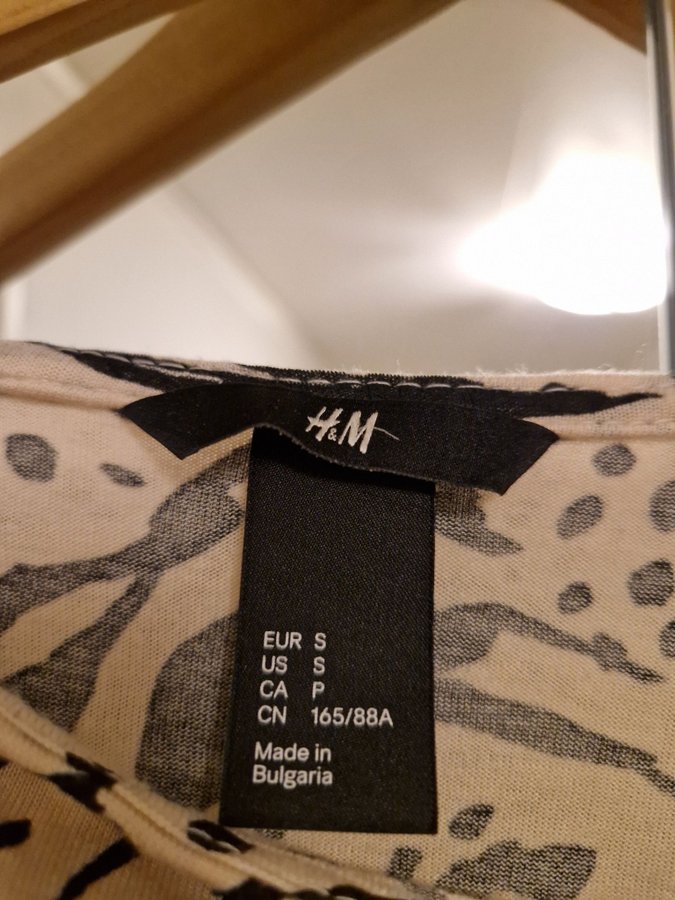 H&M
EUR S
US S
CA P
CN 165/88A
Made in
Bulgaria